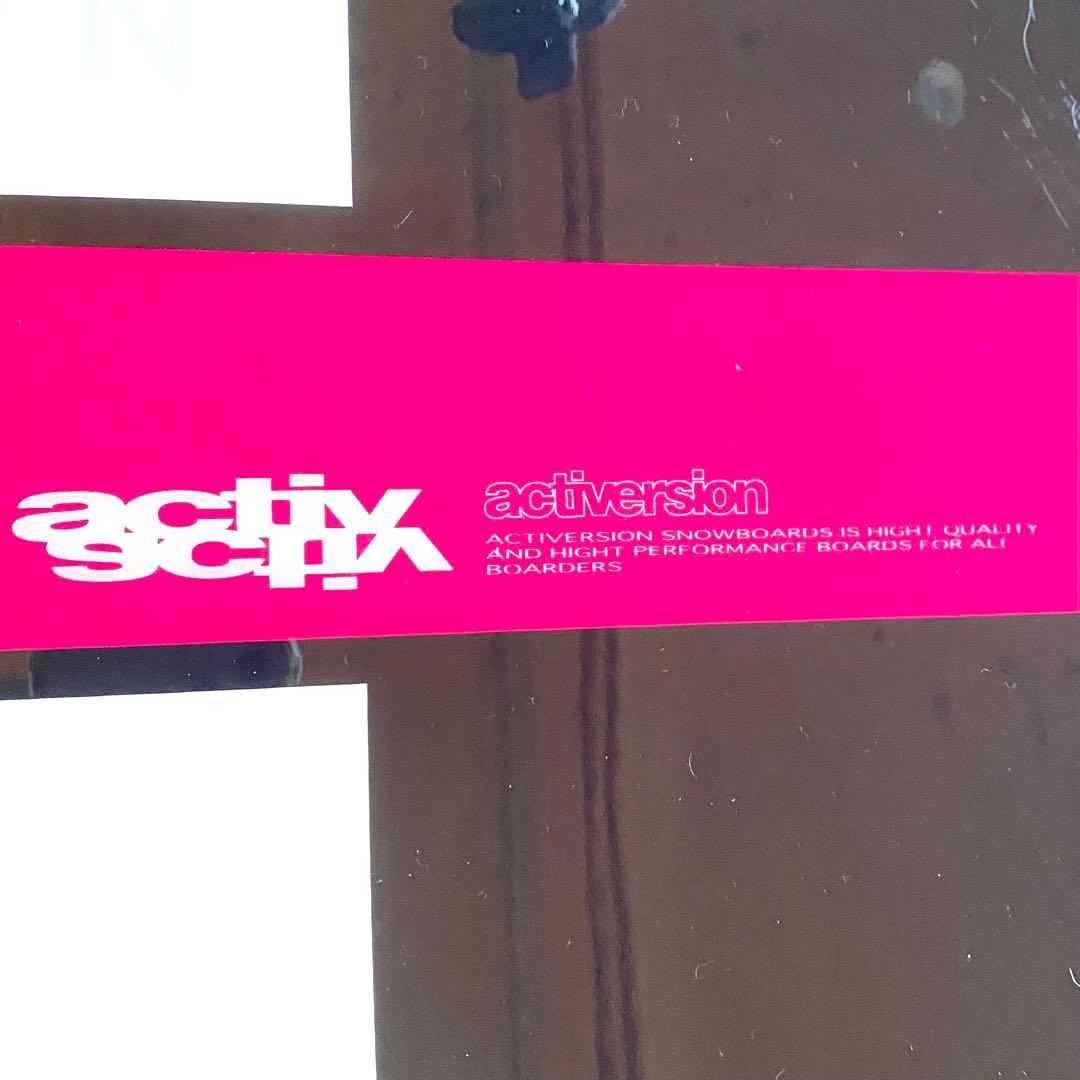 activ
activ
activersion
ACTIVERSION SNOWBOARDS IS HIGHT QUALITY
AND HIGHT PERFORMANCE BOARDS FOR ALL
BOARDERS